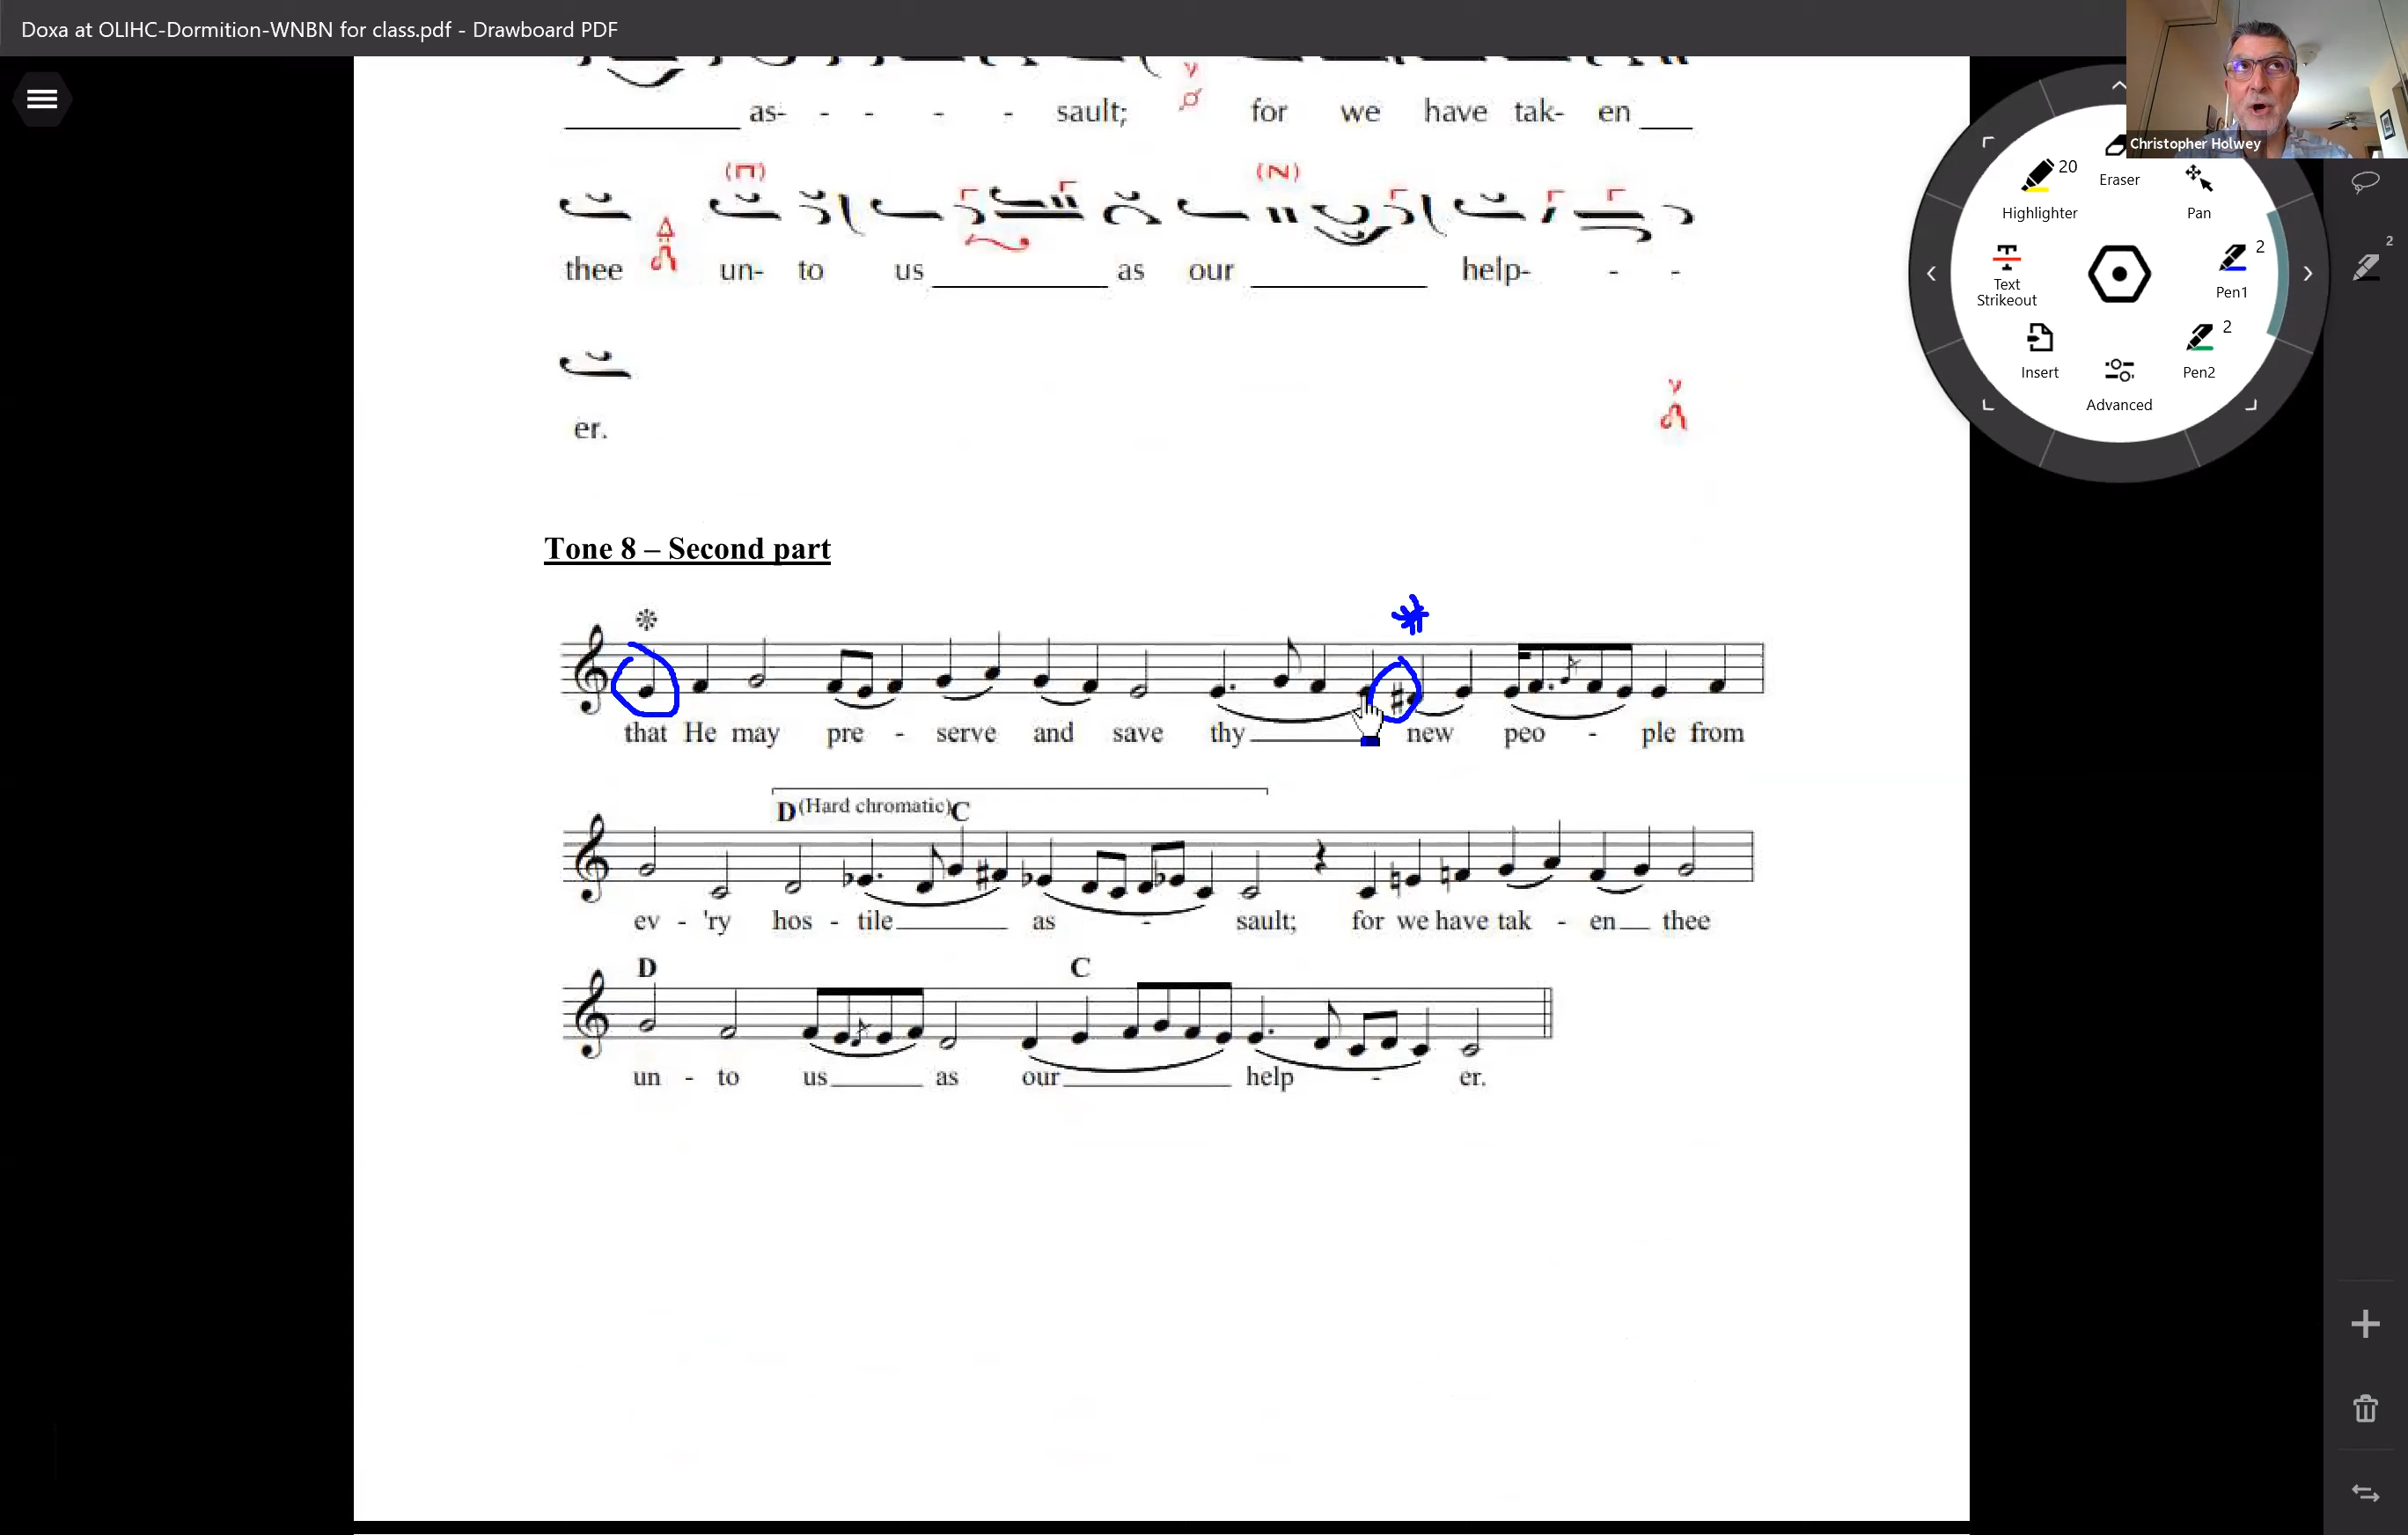 Doxa at OLIHC-Dormition-WNBN for class.pdf - Drawboard PDF
Christopher Holwey
20
Highlighter
Eraser
Pan
Text
Strikeout
2
Pen1
Insert
2
Pen2
Advanced
2
as- - - - - sault; for we have tak- en
(Π) (N)
thee un- to us as our help- - -
er.
Tone 8 – Second part
that He may pre - serve and save thy new peo - ple from
D (Hard chromatic) C
ev - 'ry hos - tile as - sault; for we have tak - en thee
D C
un - to us as our help - er.